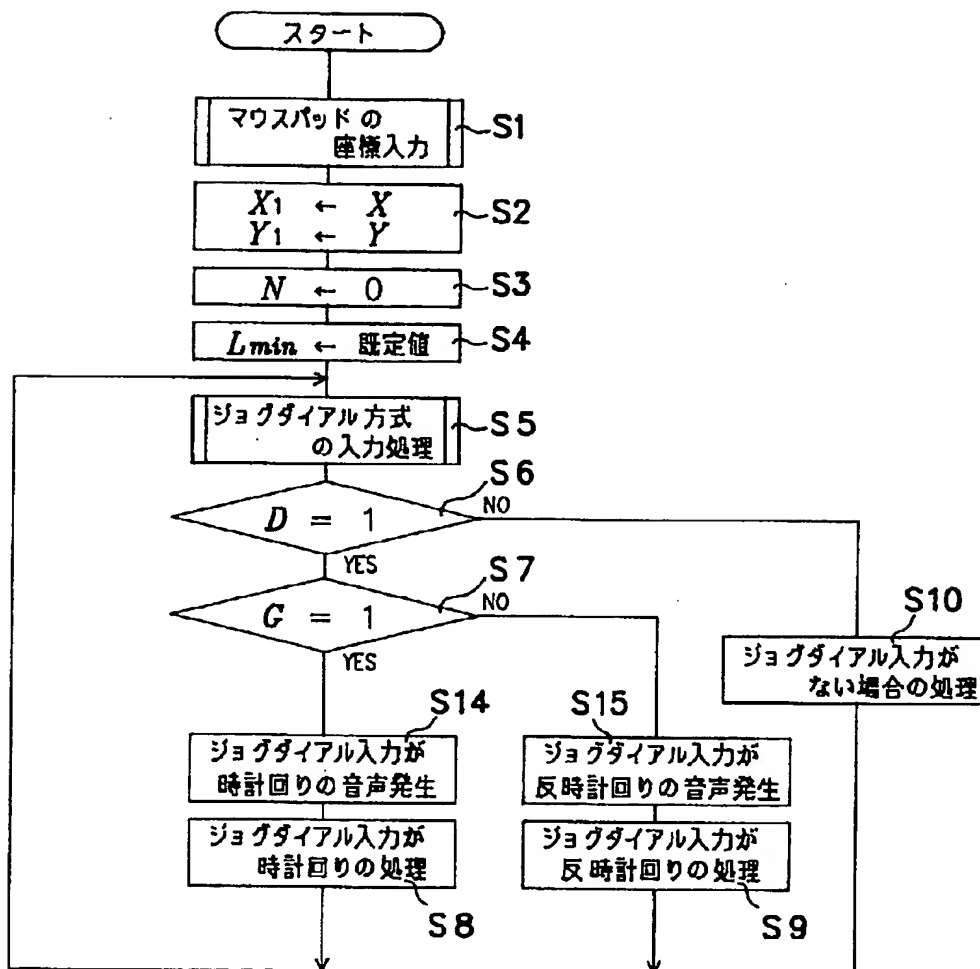 スタート
マウスパッドの
座標入力
S1
X1 ← X
Y1 ← Y
S2
N ← 0
S3
Lmin ← 既定値
S4
ジョグダイアル方式
の入力処理
S5
S6
D = 1
NO
YES
S7
G = 1
NO
YES
S10
ジョグダイアル入力が
ない場合の処理
S14
ジョグダイアル入力が
時計回りの音声発生
S15
ジョグダイアル入力が
反時計回りの音声発生
ジョグダイアル入力が
時計回りの処理
S8
ジョグダイアル入力が
反時計回りの処理
S9